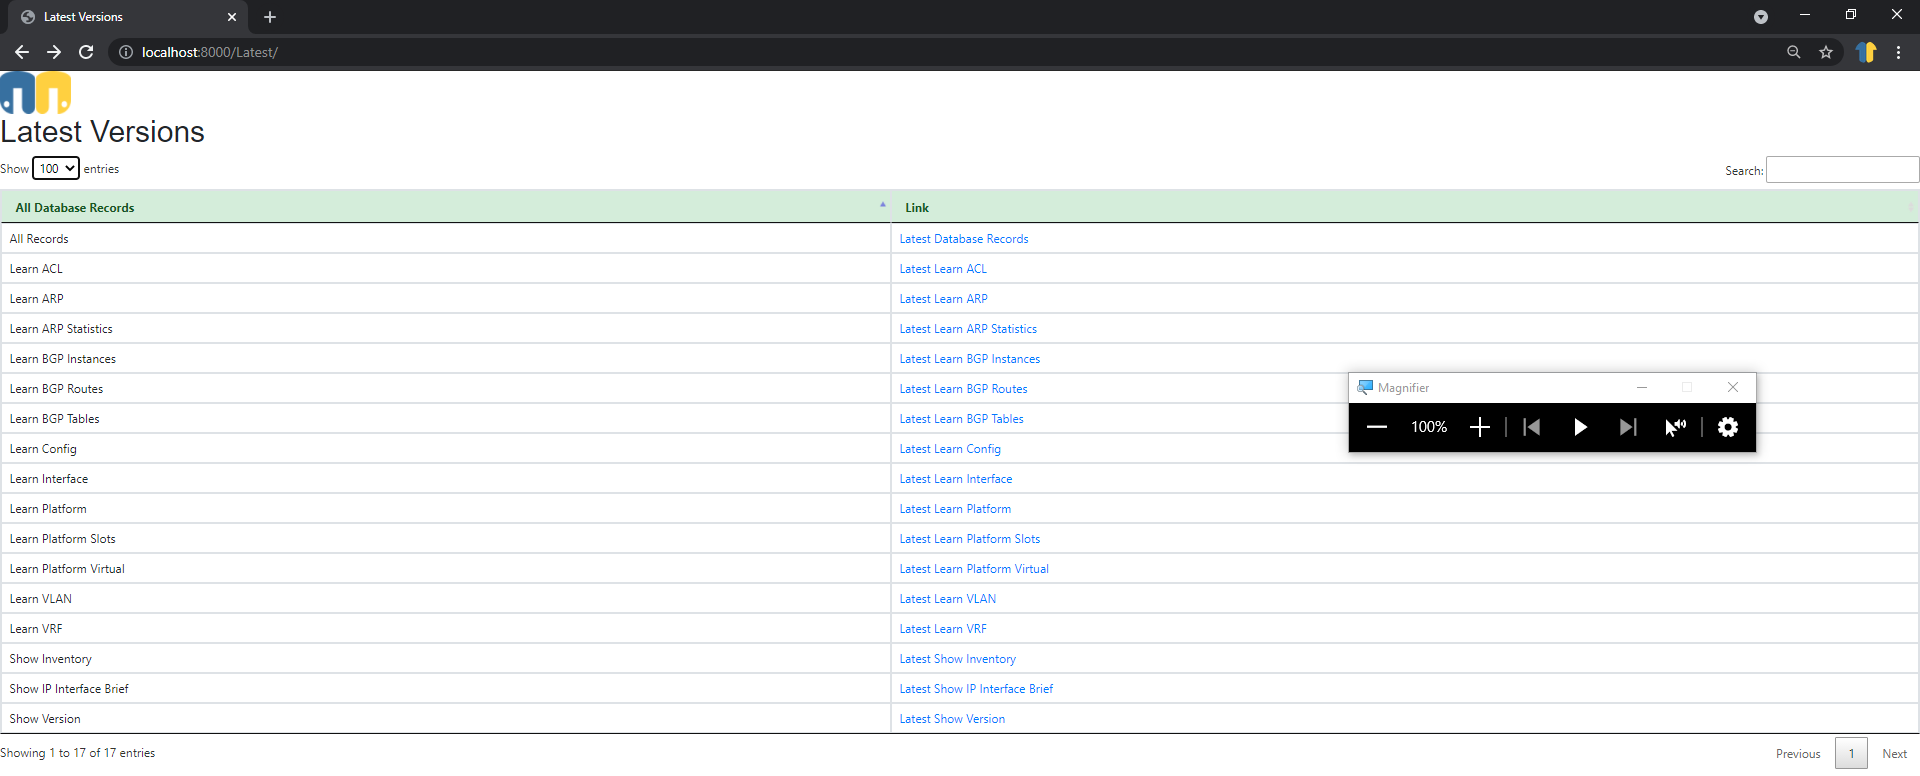 Latest Versions
localhost:8000/Latest/
Latest Versions
Show 100 entries
Search:
All Database Records Link
All Records Latest Database Records
Learn ACL Latest Learn ACL
Learn ARP Latest Learn ARP
Learn ARP Statistics Latest Learn ARP Statistics
Learn BGP Instances Latest Learn BGP Instances
Learn BGP Routes Latest Learn BGP Routes
Magnifier
Learn BGP Tables Latest Learn BGP Tables
100%
Learn Config Latest Learn Config
Learn Interface Latest Learn Interface
Learn Platform Latest Learn Platform
Learn Platform Slots Latest Learn Platform Slots
Learn Platform Virtual Latest Learn Platform Virtual
Learn VLAN Latest Learn VLAN
Learn VRF Latest Learn VRF
Show Inventory Latest Show Inventory
Show IP Interface Brief Latest Show IP Interface Brief
Show Version Latest Show Version
Showing 1 to 17 of 17 entries
Previous 1 Next